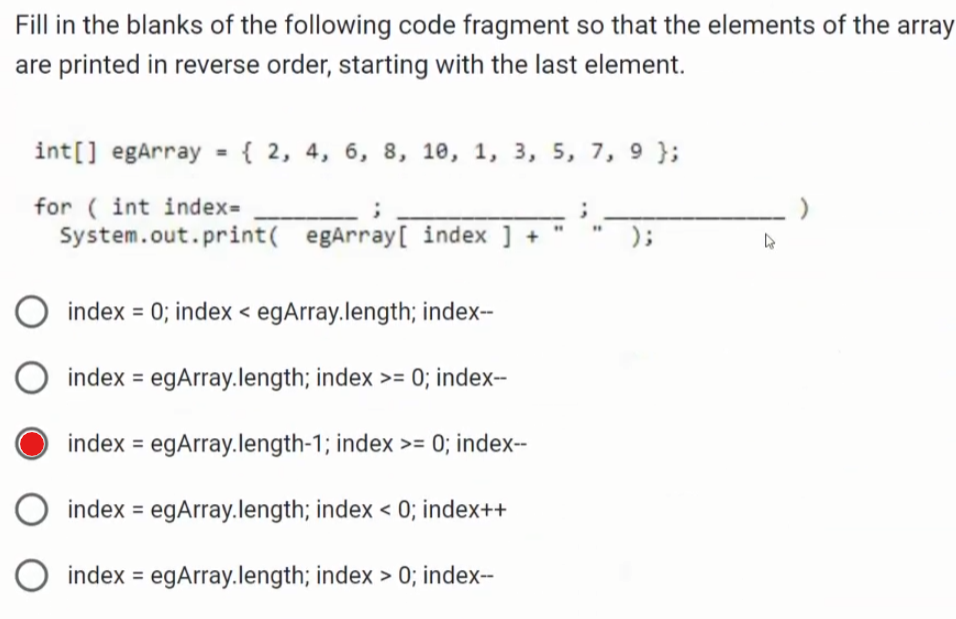 Fill in the blanks of the following code fragment so that the elements of the array
are printed in reverse order, starting with the last element.
int[] egArray = { 2, 4, 6, 8, 10, 1, 3, 5, 7, 9 };
for ( int index= ________ ; _____________ ; ______________ )
System.out.print( egArray[ index ] + " " );
index = 0; index < egArray.length; index--
index = egArray.length; index >= 0; index--
index = egArray.length-1; index >= 0; index--
index = egArray.length; index < 0; index++
index = egArray.length; index > 0; index--